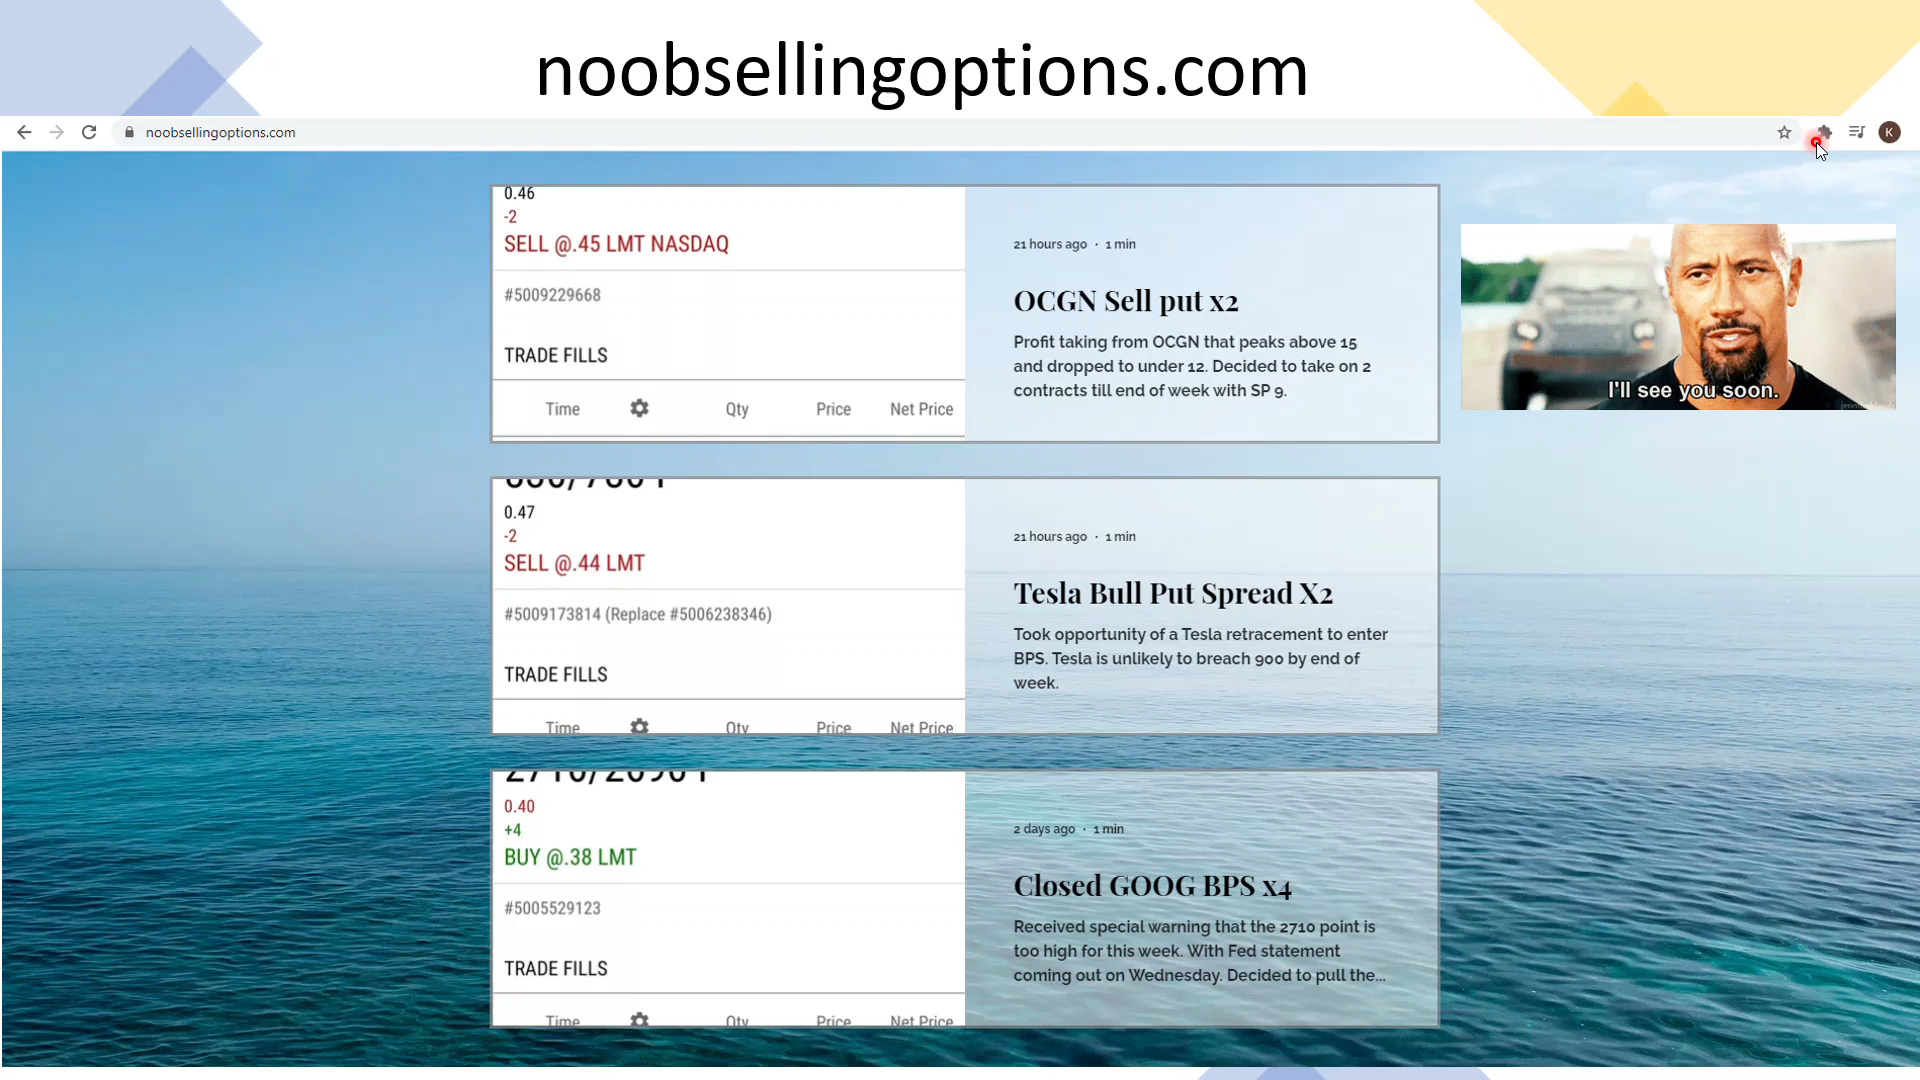 noobsellingoptions.com
noobsellingoptions.com
K
0.46
-2
SELL @.45 LMT NASDAQ
#5009229668
TRADE FILLS
Time Qty Price Net Price
21 hours ago · 1 min
OCGN Sell put x2
Profit taking from OCGN that peaks above 15
and dropped to under 12. Decided to take on 2
contracts till end of week with SP 9.
I'll see you soon.
0.47
-2
SELL @.44 LMT
#5009173814 (Replace #5006238346)
TRADE FILLS
Time Qty Price Net Price
21 hours ago · 1 min
Tesla Bull Put Spread X2
Took opportunity of a Tesla retracement to enter
BPS. Tesla is unlikely to breach 900 by end of
week.
0.40
+4
BUY @.38 LMT
#5005529123
TRADE FILLS
Time Qty Price Net Price
2 days ago · 1 min
Closed GOOG BPS x4
Received special warning that the 2710 point is
too high for this week. With Fed statement
coming out on Wednesday. Decided to pull the...